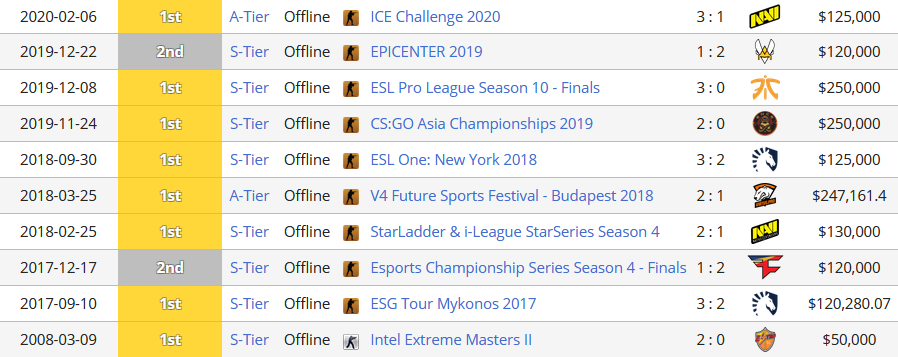 2020-02-06 1st A-Tier Offline ICE Challenge 2020 3 : 1 NAVI $125,000
2019-12-22 2nd S-Tier Offline EPICENTER 2019 1 : 2 $120,000
2019-12-08 1st S-Tier Offline ESL Pro League Season 10 - Finals 3 : 0 $250,000
2019-11-24 1st S-Tier Offline CS:GO Asia Championships 2019 2 : 0 $250,000
2018-09-30 1st S-Tier Offline ESL One: New York 2018 3 : 2 $125,000
2018-03-25 1st A-Tier Offline V4 Future Sports Festival - Budapest 2018 2 : 1 $247,161.4
2018-02-25 1st S-Tier Offline StarLadder & i-League StarSeries Season 4 2 : 1 NAVI $130,000
2017-12-17 2nd S-Tier Offline Esports Championship Series Season 4 - Finals 1 : 2 $120,000
2017-09-10 1st S-Tier Offline ESG Tour Mykonos 2017 3 : 2 $120,280.07
2008-03-09 1st S-Tier Offline Intel Extreme Masters II 2 : 0 $50,000